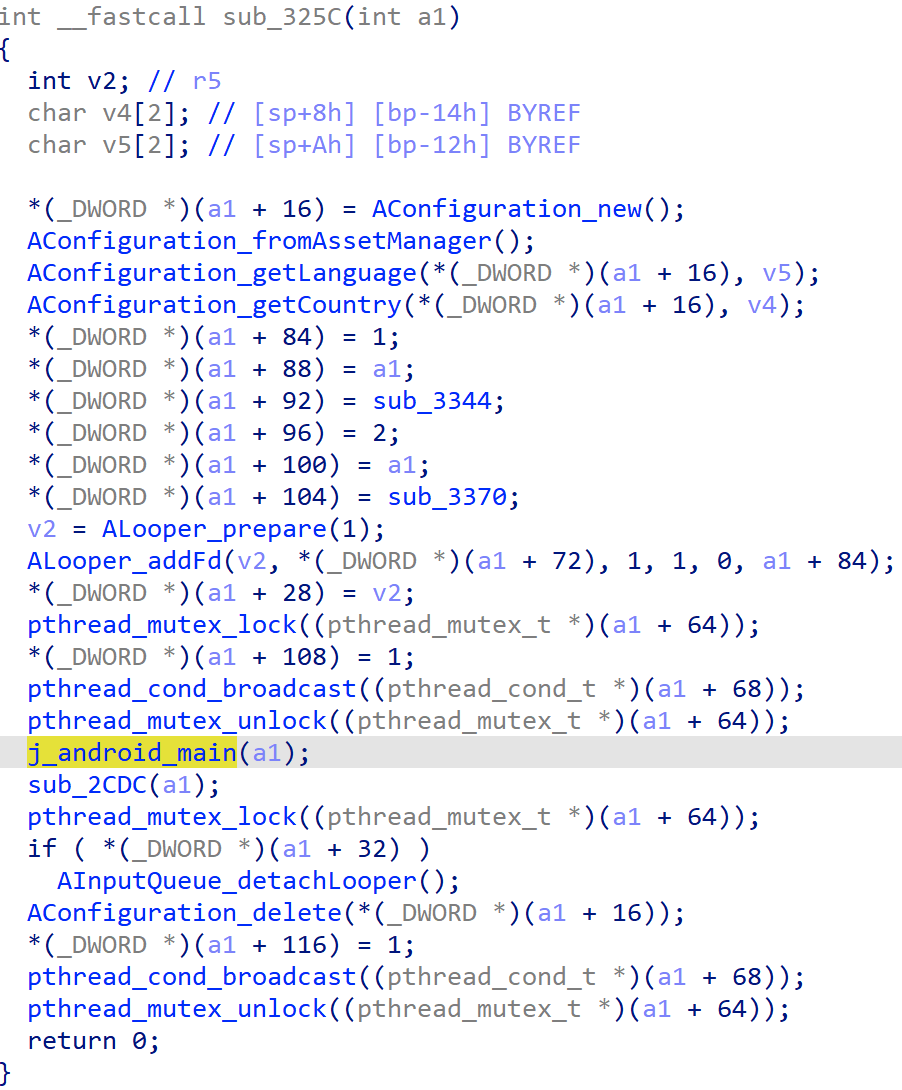 int __fastcall sub_325C(int a1)
{
  int v2; // r5
  char v4[2]; // [sp+8h] [bp-14h] BYREF
  char v5[2]; // [sp+Ah] [bp-12h] BYREF

  *(_DWORD *)(a1 + 16) = AConfiguration_new();
  AConfiguration_fromAssetManager();
  AConfiguration_getLanguage(*(_DWORD *)(a1 + 16), v5);
  AConfiguration_getCountry(*(_DWORD *)(a1 + 16), v4);
  *(_DWORD *)(a1 + 84) = 1;
  *(_DWORD *)(a1 + 88) = a1;
  *(_DWORD *)(a1 + 92) = sub_3344;
  *(_DWORD *)(a1 + 96) = 2;
  *(_DWORD *)(a1 + 100) = a1;
  *(_DWORD *)(a1 + 104) = sub_3370;
  v2 = ALooper_prepare(1);
  ALooper_addFd(v2, *(_DWORD *)(a1 + 72), 1, 1, 0, a1 + 84);
  *(_DWORD *)(a1 + 28) = v2;
  pthread_mutex_lock((pthread_mutex_t *)(a1 + 64));
  *(_DWORD *)(a1 + 108) = 1;
  pthread_cond_broadcast((pthread_cond_t *)(a1 + 68));
  pthread_mutex_unlock((pthread_mutex_t *)(a1 + 64));
  j_android_main(a1);
  sub_2CDC(a1);
  pthread_mutex_lock((pthread_mutex_t *)(a1 + 64));
  if ( *(_DWORD *)(a1 + 32) )
    AInputQueue_detachLooper();
  AConfiguration_delete(*(_DWORD *)(a1 + 16));
  *(_DWORD *)(a1 + 116) = 1;
  pthread_cond_broadcast((pthread_cond_t *)(a1 + 68));
  pthread_mutex_unlock((pthread_mutex_t *)(a1 + 64));
  return 0;
}